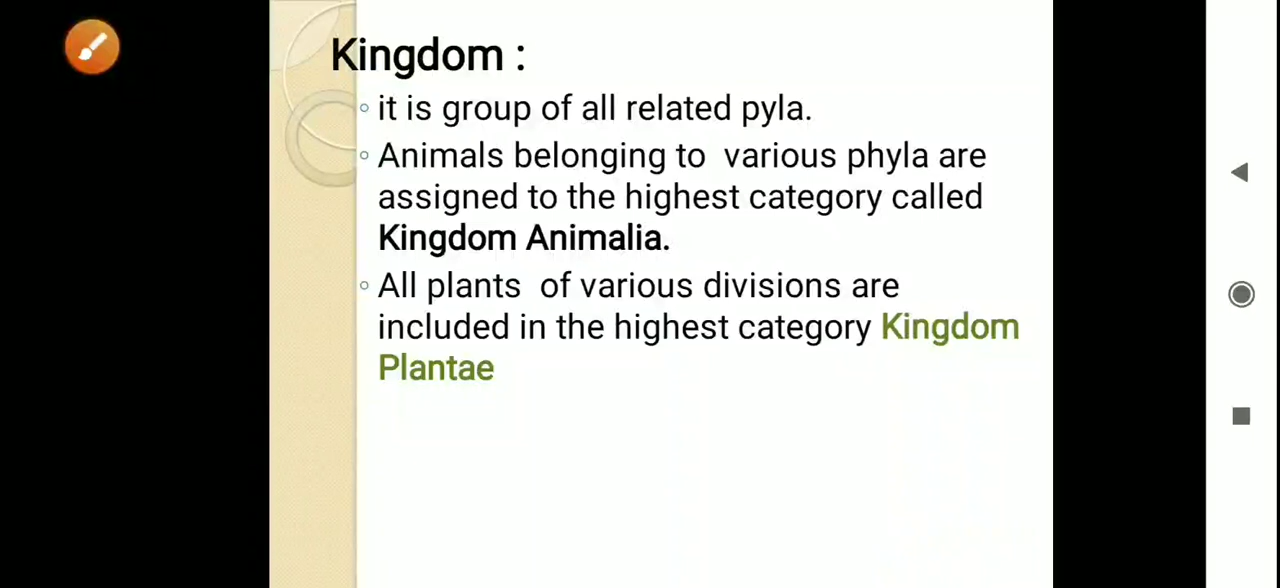 Kingdom :
it is group of all related pyla.
Animals belonging to various phyla are
assigned to the highest category called
Kingdom Animalia.
All plants of various divisions are
included in the highest category Kingdom
Plantae